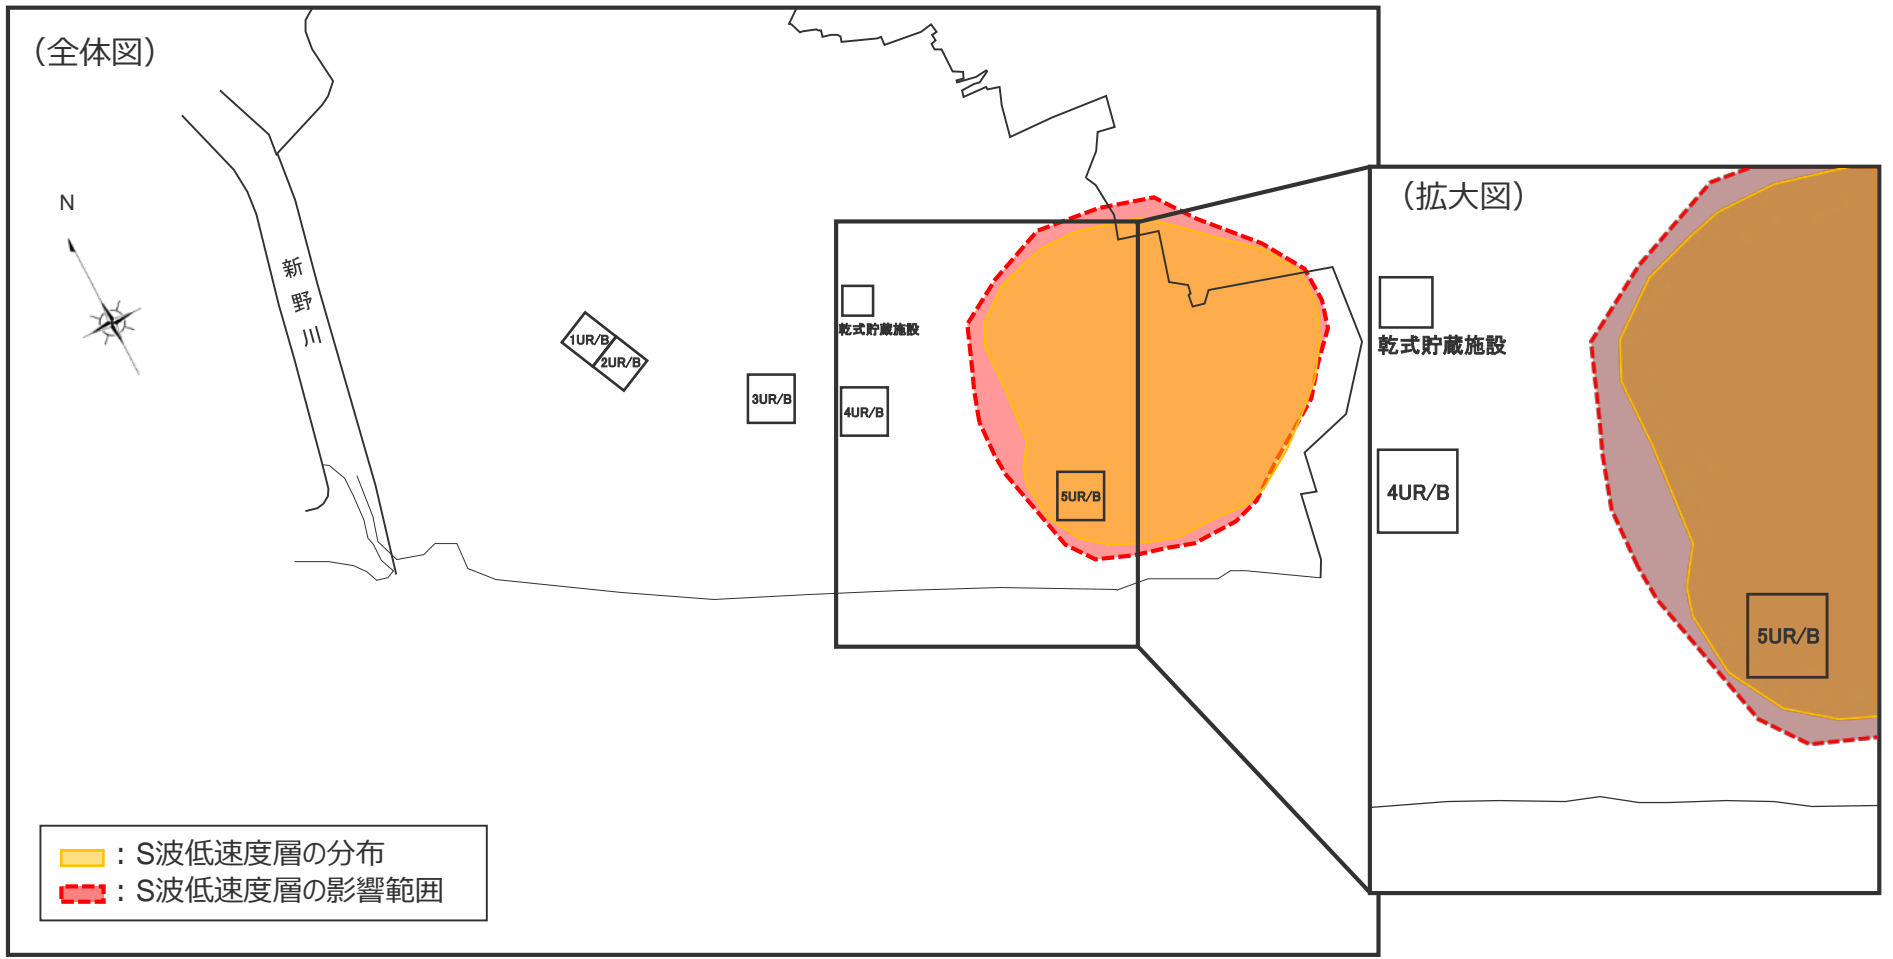 （全体図）
N
新野川
1UR/B
2UR/B
3UR/B
乾式貯蔵施設
4UR/B
5UR/B
：S波低速度層の分布
：S波低速度層の影響範囲
（拡大図）
乾式貯蔵施設
4UR/B
5UR/B